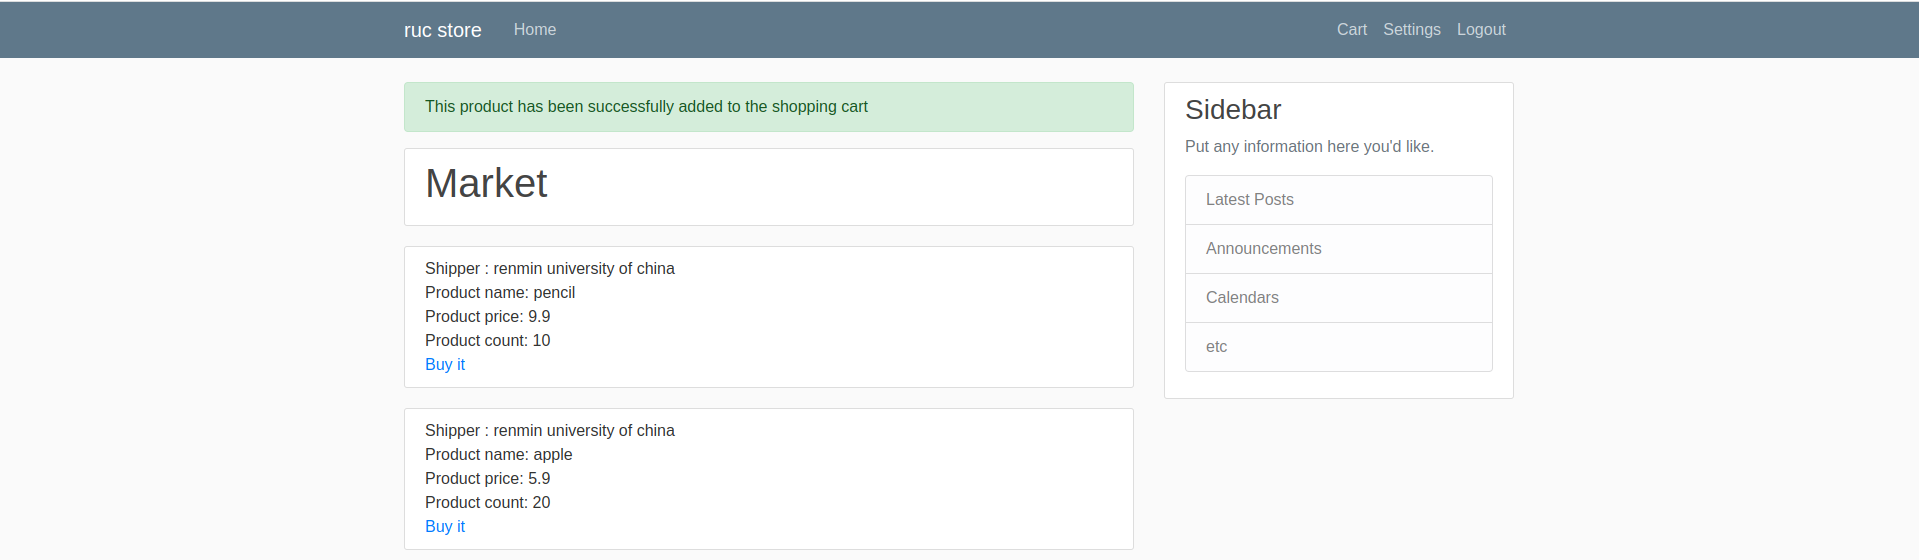 ruc store Home Cart Settings Logout
This product has been successfully added to the shopping cart
Market
Shipper : renmin university of china
Product name: pencil
Product price: 9.9
Product count: 10
Buy it
Shipper : renmin university of china
Product name: apple
Product price: 5.9
Product count: 20
Buy it
Sidebar
Put any information here you'd like.
Latest Posts
Announcements
Calendars
etc